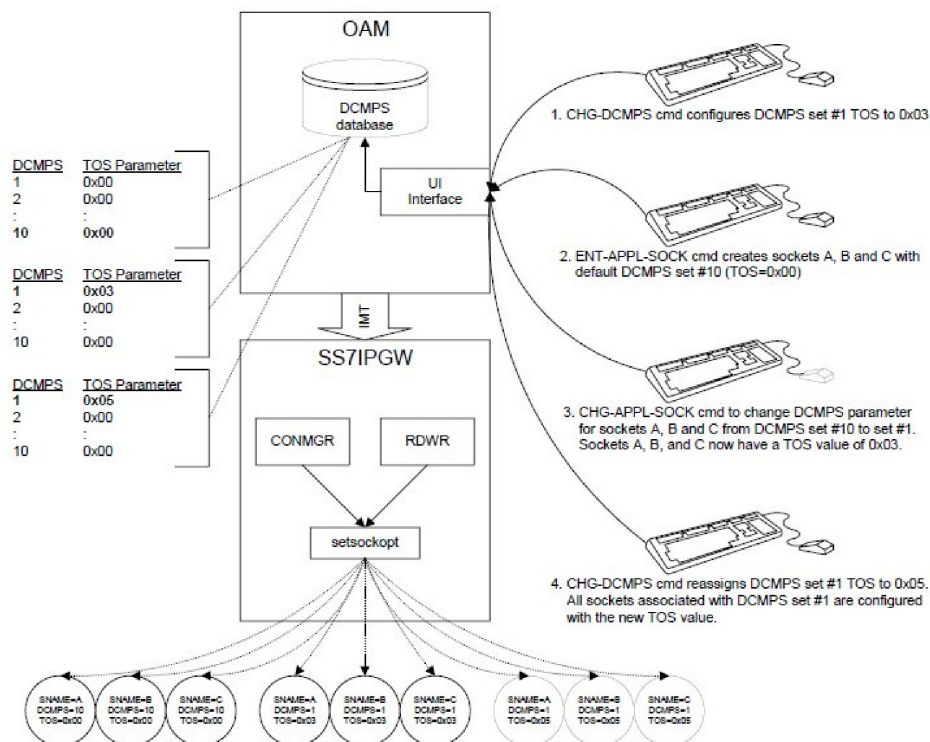 OAM
DCMPS
database
UI
Interface
1. CHG-DCMPS cmd configures DCMPS set #1 TOS to 0x03
2. ENT-APPL-SOCK cmd creates sockets A, B and C with
default DCMPS set #10 (TOS=0x00)
3. CHG-APPL-SOCK cmd to change DCMPS parameter
for sockets A, B and C from DCMPS set #10 to set #1.
Sockets A, B, and C now have a TOS value of 0x03.
4. CHG-DCMPS cmd reassigns DCMPS set #1 TOS to 0x05.
All sockets associated with DCMPS set #1 are configured
with the new TOS value.
DCMPS TOS Parameter
1 0x00
2 0x00
: :
10 0x00
DCMPS TOS Parameter
1 0x03
2 0x00
: :
10 0x00
DCMPS TOS Parameter
1 0x05
2 0x00
: :
10 0x00
IMT
SS7IPGW
CONMGR
RDWR
setsockopt
SNAME=A
DCMPS=10
TOS=0x00
SNAME=B
DCMPS=10
TOS=0x00
SNAME=C
DCMPS=10
TOS=0x00
SNAME=A
DCMPS=1
TOS=0x03
SNAME=B
DCMPS=1
TOS=0x03
SNAME=C
DCMPS=1
TOS=0x03
SNAME=A
DCMPS=1
TOS=0x05
SNAME=B
DCMPS=1
TOS=0x05
SNAME=C
DCMPS=1
TOS=0x05